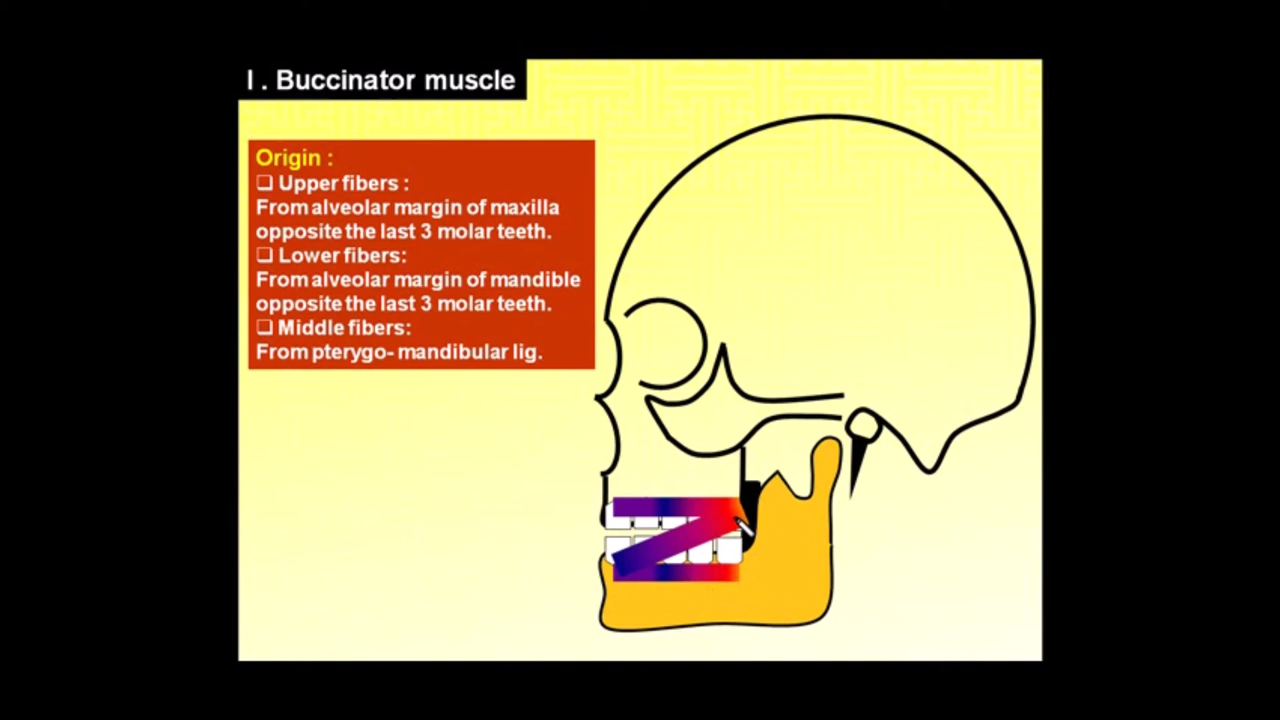 I . Buccinator muscle
Origin :
❑ Upper fibers :
From alveolar margin of maxilla
opposite the last 3 molar teeth.
❑ Lower fibers:
From alveolar margin of mandible
opposite the last 3 molar teeth.
❑ Middle fibers:
From pterygo- mandibular lig.